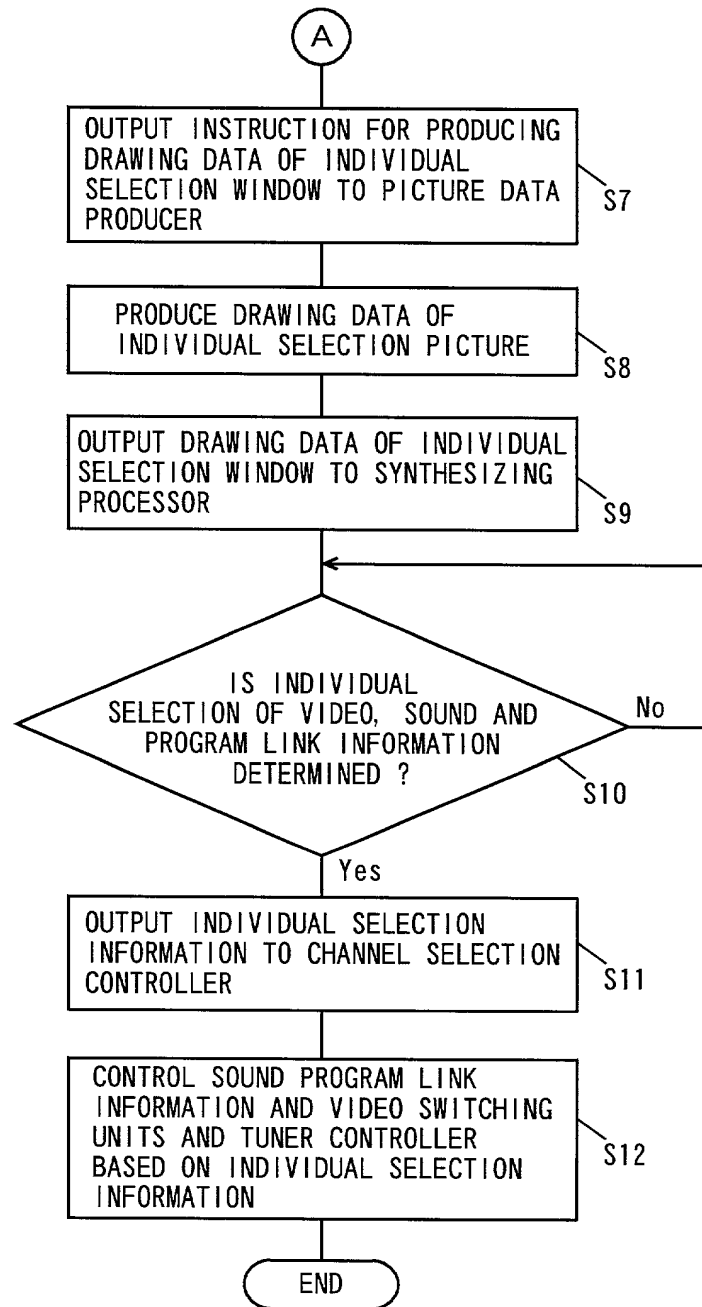 A
OUTPUT INSTRUCTION FOR PRODUCING
DRAWING DATA OF INDIVIDUAL
SELECTION WINDOW TO PICTURE DATA
PRODUCER
S7
PRODUCE DRAWING DATA OF
INDIVIDUAL SELECTION PICTURE
S8
OUTPUT DRAWING DATA OF INDIVIDUAL
SELECTION WINDOW TO SYNTHESIZING
PROCESSOR
S9
IS INDIVIDUAL
SELECTION OF VIDEO, SOUND AND
PROGRAM LINK INFORMATION
DETERMINED ?
No
S10
Yes
OUTPUT INDIVIDUAL SELECTION
INFORMATION TO CHANNEL SELECTION
CONTROLLER
S11
CONTROL SOUND PROGRAM LINK
INFORMATION AND VIDEO SWITCHING
UNITS AND TUNER CONTROLLER
BASED ON INDIVIDUAL SELECTION
INFORMATION
S12
END